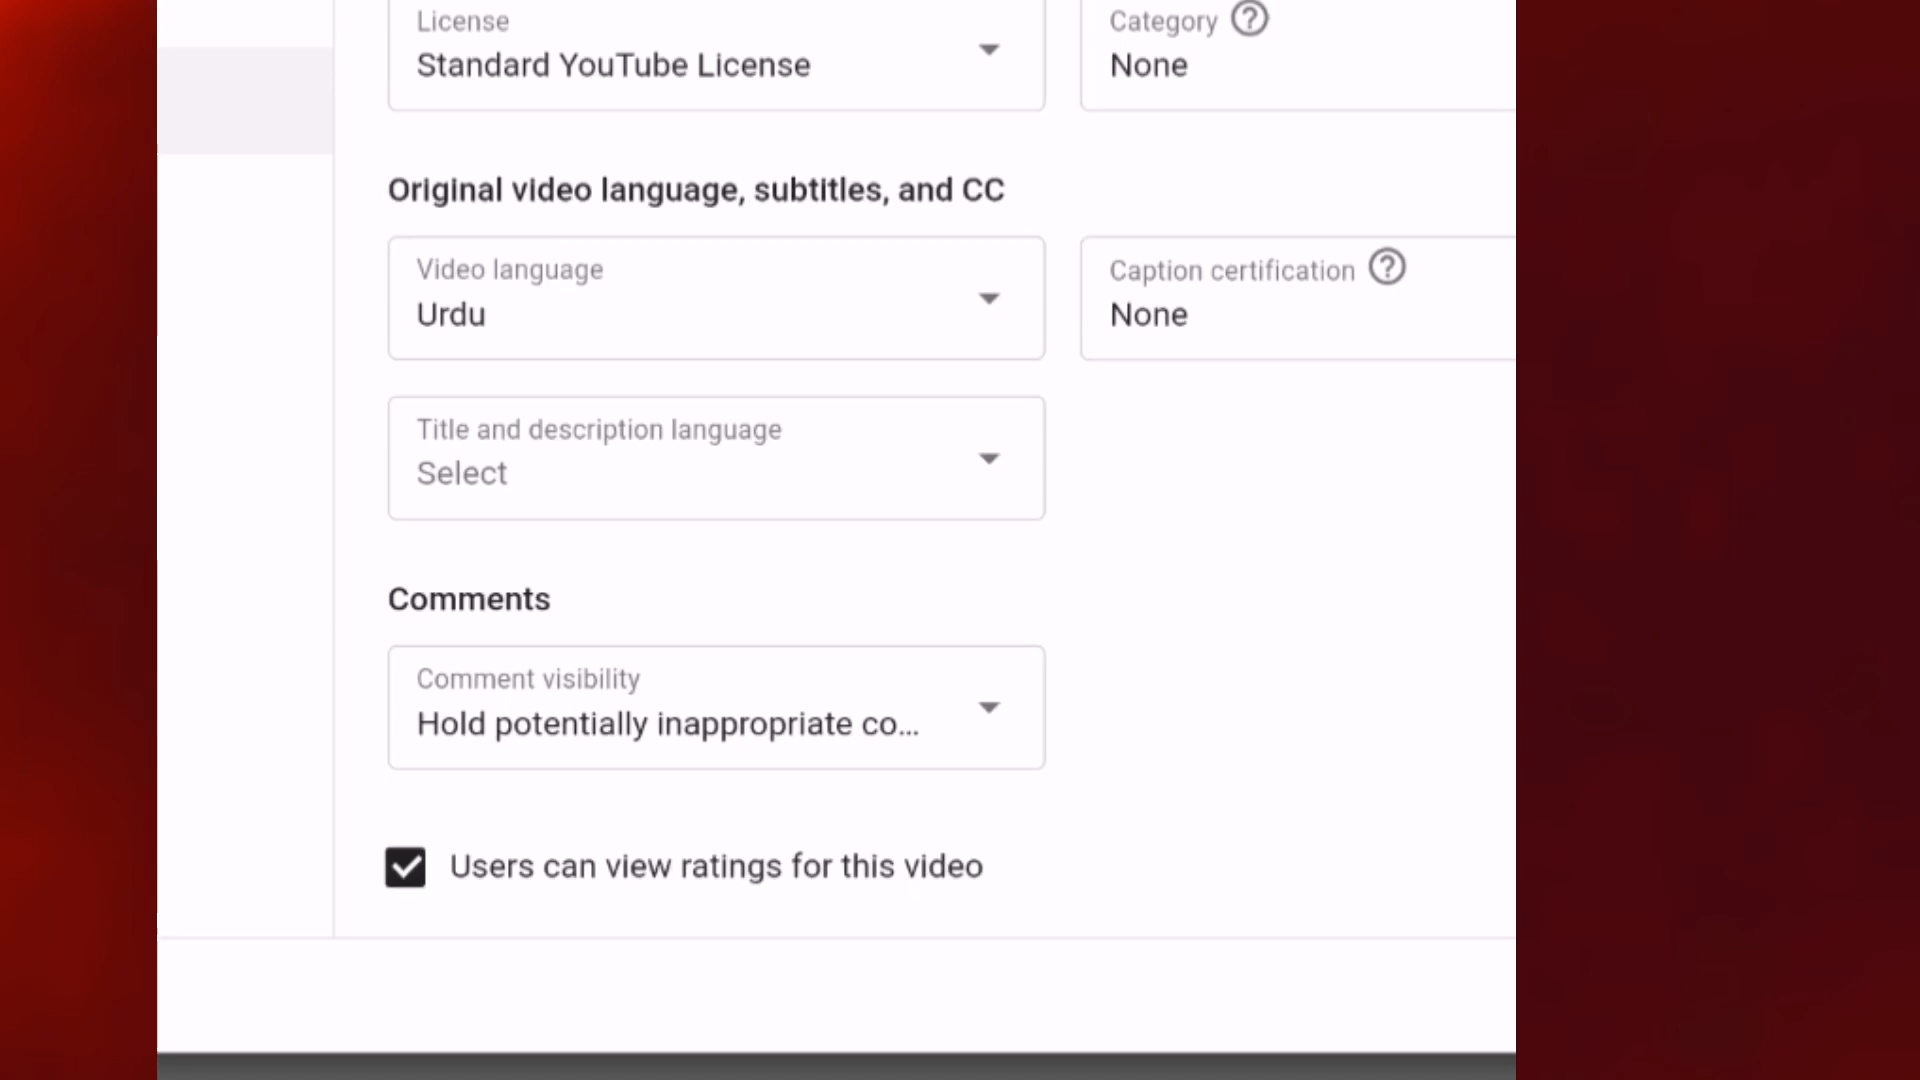 License
Standard YouTube License
Category
None
Original video language, subtitles, and CC
Video language
Urdu
Caption certification
None
Title and description language
Select
Comments
Comment visibility
Hold potentially inappropriate co...
Users can view ratings for this video